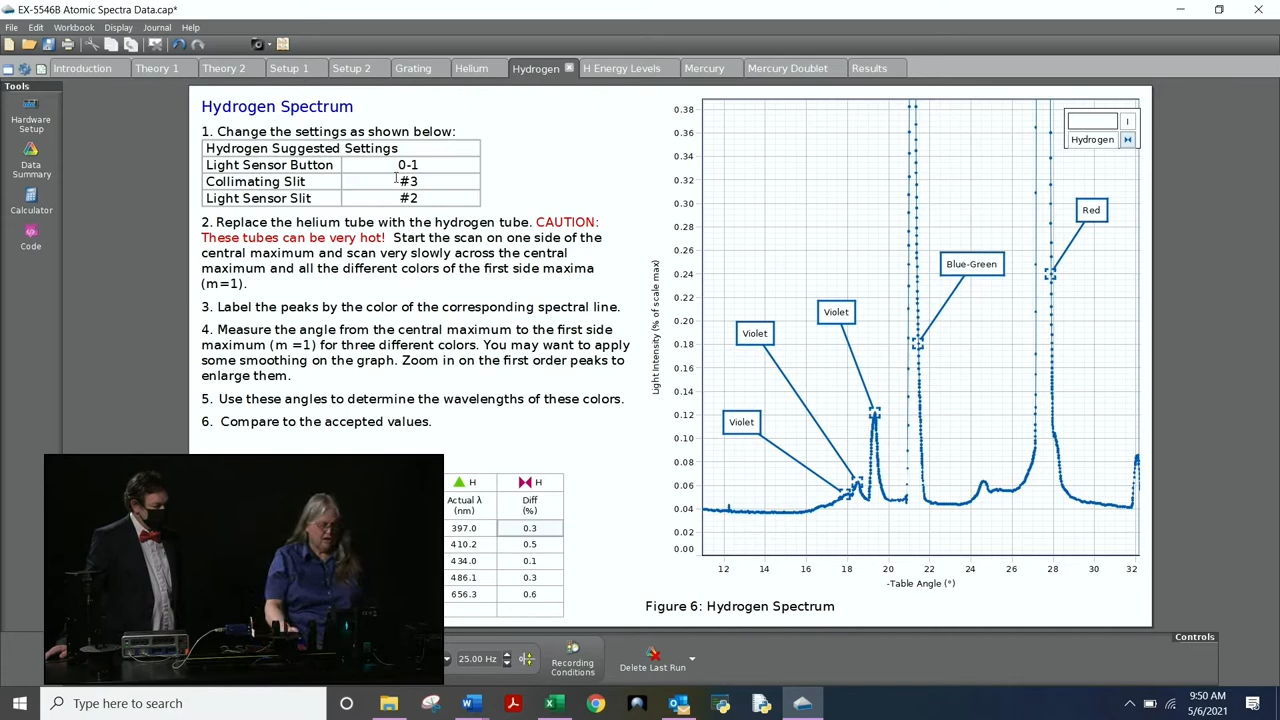 EX-5546B Atomic Spectra Data.cap*
File Edit Workbook Display Journal Help
Introduction Theory 1 Theory 2 Setup 1 Setup 2 Grating Helium Hydrogen H Energy Levels Mercury Mercury Doublet Results
Tools
Hardware
Setup
Data
Summary
Calculator
Code
Hydrogen Spectrum
1. Change the settings as shown below:
Hydrogen Suggested Settings
Light Sensor Button 0-1
Collimating Slit #3
Light Sensor Slit #2
2. Replace the helium tube with the hydrogen tube. CAUTION:
These tubes can be very hot! Start the scan on one side of the
central maximum and scan very slowly across the central
maximum and all the different colors of the first side maxima
(m=1).
3. Label the peaks by the color of the corresponding spectral line.
4. Measure the angle from the central maximum to the first side
maximum (m =1) for three different colors. You may want to apply
some smoothing on the graph. Zoom in on the first order peaks to
enlarge them.
5. Use these angles to determine the wavelengths of these colors.
6. Compare to the accepted values.
H H
Actual λ Diff
(nm) (%)
397.0 0.3
410.2 0.5
434.0 0.1
486.1 0.3
656.3 0.6
Light Intensity (% of scale max)
0.38
0.36
0.34
0.32
0.30
0.28
0.26
0.24
0.22
0.20
0.18
0.16
0.14
0.12
0.10
0.08
0.06
0.04
0.02
0.00
Hydrogen
Red
Blue-Green
Violet
Violet
Violet
12 14 16 18 20 22 24 26 28 30 32
-Table Angle (°)
Figure 6: Hydrogen Spectrum
Controls
25.00 Hz
Recording
Conditions
Delete Last Run
Type here to search
9:50 AM
5/6/2021